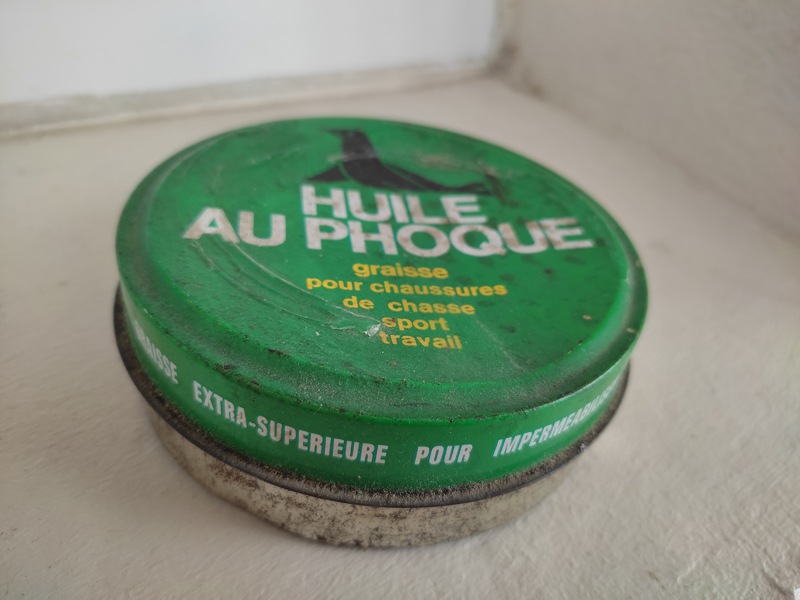 HUILE
AU PHOQUE
graisse
pour chaussures
de chasse
sport
travail
EXTRA-SUPERIEURE POUR